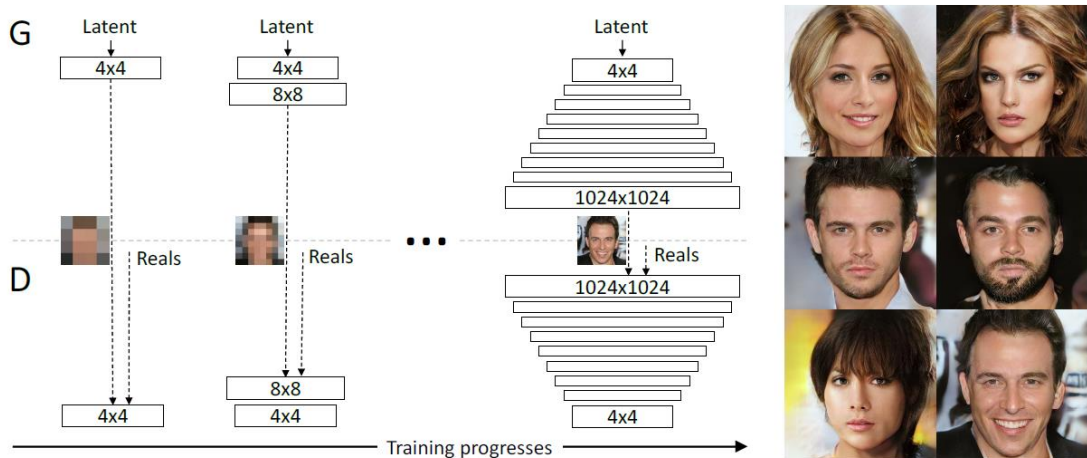 G
Latent
4x4
Latent
4x4
8x8
Latent
4x4
1024x1024
Reals
Reals
...
Reals
D
1024x1024
8x8
4x4
4x4
4x4
Training progresses